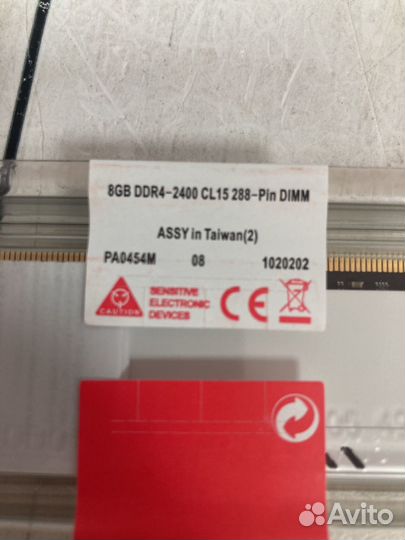 8GB DDR4-2400 CL15 288-Pin DIMM
ASSY in Taiwan(2)
PA0454M 08 1020202
CAUTION
SENSITIVE
ELECTRONIC
DEVICES
CE
Avito